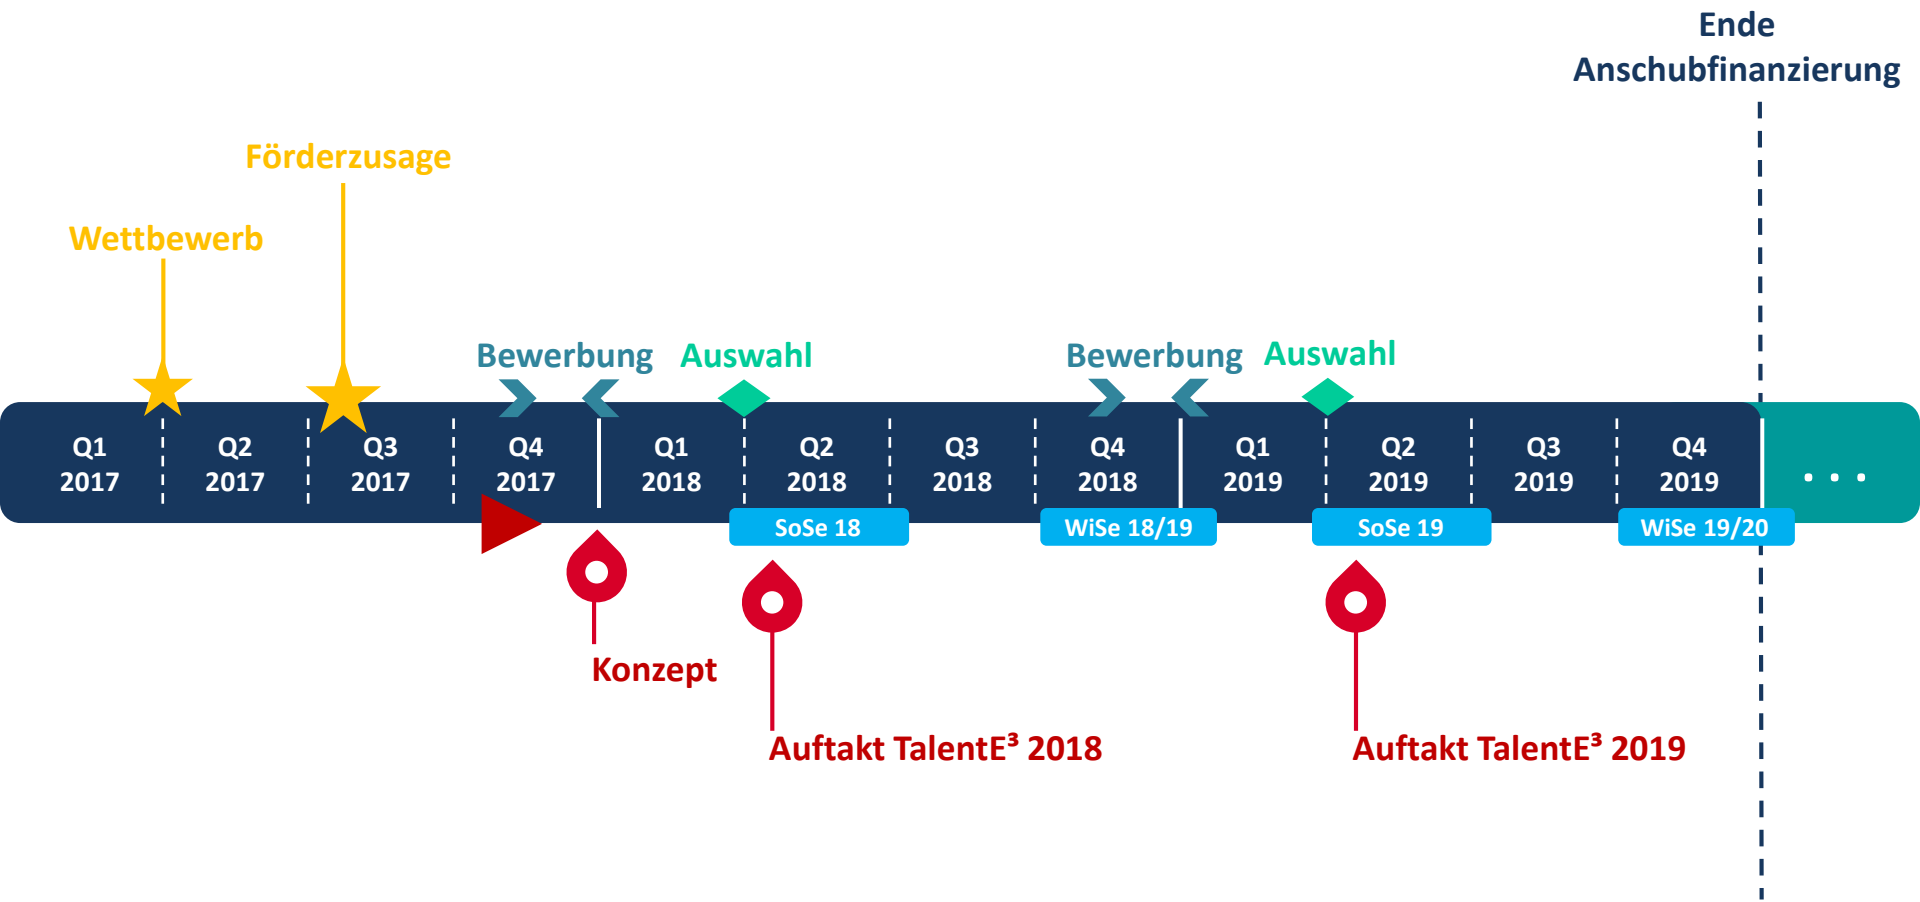 Ende
Anschubfinanzierung
Förderzusage
Wettbewerb
Bewerbung
Auswahl
Bewerbung
Auswahl
Q1
2017
Q2
2017
Q3
2017
Q4
2017
Q1
2018
Q2
2018
Q3
2018
Q4
2018
Q1
2019
Q2
2019
Q3
2019
Q4
2019
. . .
SoSe 18
WiSe 18/19
SoSe 19
WiSe 19/20
Konzept
Auftakt TalentE³ 2018
Auftakt TalentE³ 2019